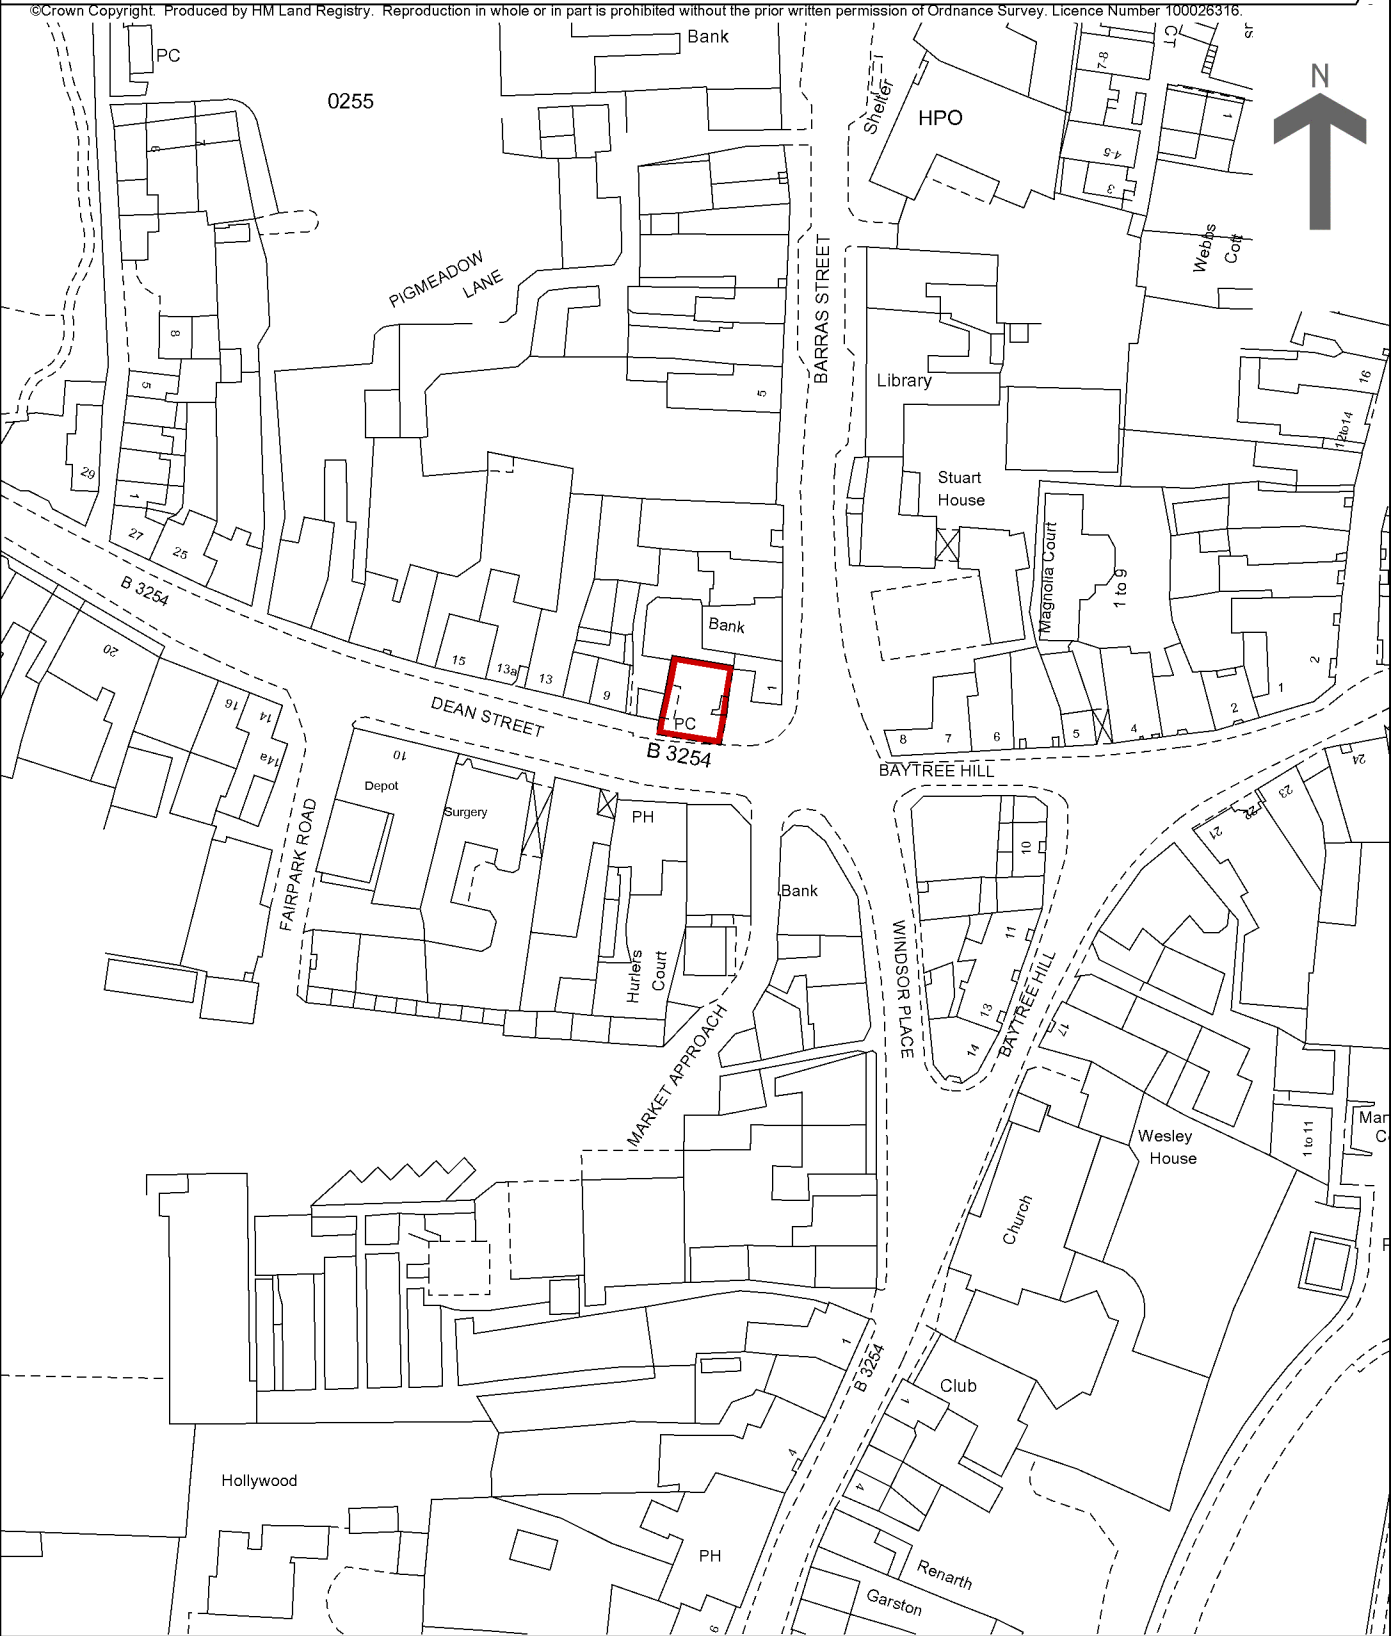 ©Crown Copyright. Produced by HM Land Registry. Reproduction in whole or in part is prohibited without the prior written permission of Ordnance Survey. Licence Number 100026316.
PC
Bank
CT
7-8
N
0255
Shelter
HPO
1
6
7
4-5
3
Webbs
Cott
PIGMEADOW
LANE
BARRAS STREET
8
5
5
Library
16
12to14
29
1
Stuart
House
27
25
Magnolia Court
1 to 9
B 3254
Bank
20
15
13a
13
9
1
2
1
16
14
14a
DEAN STREET
PC
B 3254
8
7
6
5
4
2
BAYTREE HILL
24
23
22
21
10
Depot
Surgery
PH
10
FAIRPARK ROAD
Bank
WINDSOR PLACE
11
Hurlers
Court
13
BAYTREE HILL
14
17
MARKET APPROACH
Wesley
House
1 to 11
Church
1
B 3254
Club
1
4
4
Hollywood
PH
Renarth
Garston
6